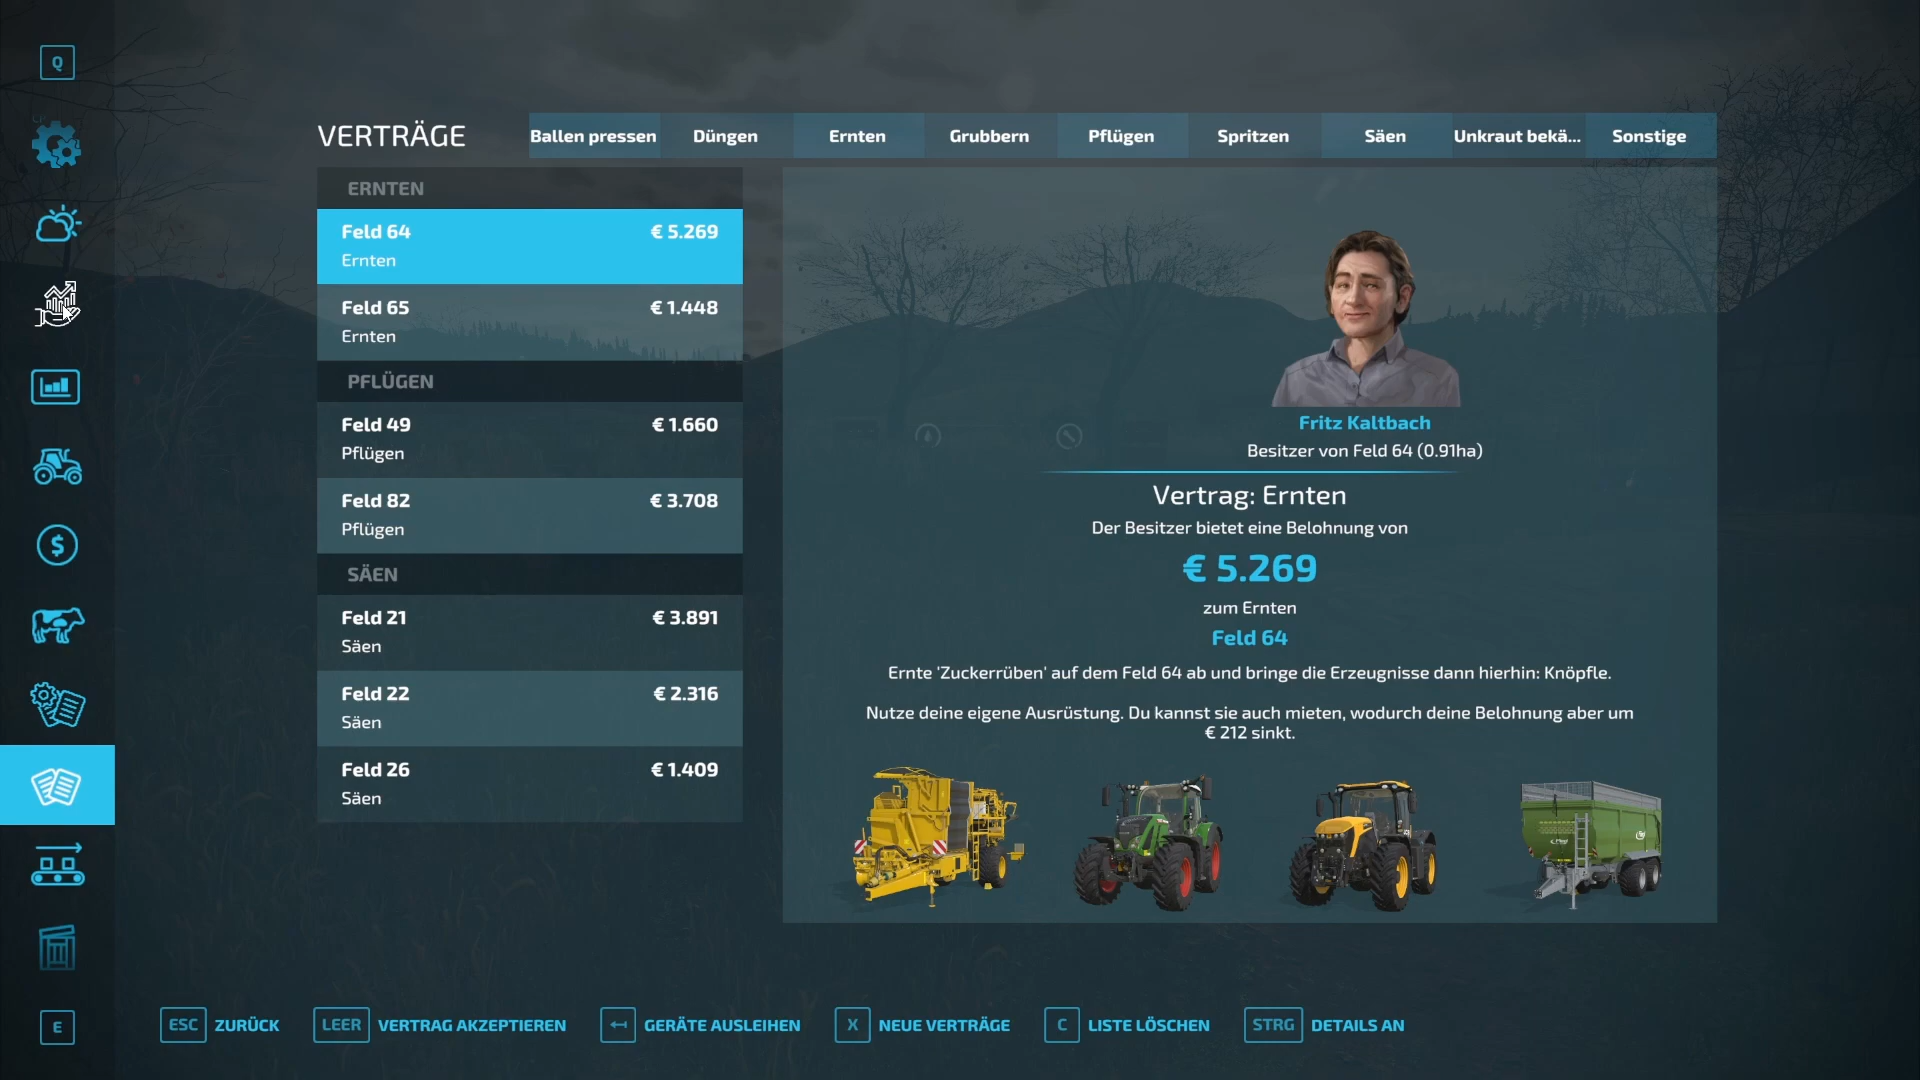 Q
VERTRÄGE
Ballen pressen
Düngen
Ernten
Grubbern
Pflügen
Spritzen
Säen
Unkraut bekä...
Sonstige
ERNTEN
Feld 64 € 5.269
Ernten
Feld 65 € 1.448
Ernten
PFLÜGEN
Feld 49 € 1.660
Pflügen
Feld 82 € 3.708
Pflügen
SÄEN
Feld 21 € 3.891
Säen
Feld 22 € 2.316
Säen
Feld 26 € 1.409
Säen
Fritz Kaltbach
Besitzer von Feld 64 (0.91ha)
Vertrag: Ernten
Der Besitzer bietet eine Belohnung von
€ 5.269
zum Ernten
Feld 64
Ernte 'Zuckerrüben' auf dem Feld 64 ab und bringe die Erzeugnisse dann hierhin: Knöpfle.
Nutze deine eigene Ausrüstung. Du kannst sie auch mieten, wodurch deine Belohnung aber um
€ 212 sinkt.
E
ESC ZURÜCK
LEER VERTRAG AKZEPTIEREN
GERÄTE AUSLEIHEN
X NEUE VERTRÄGE
C LISTE LÖSCHEN
STRG DETAILS AN